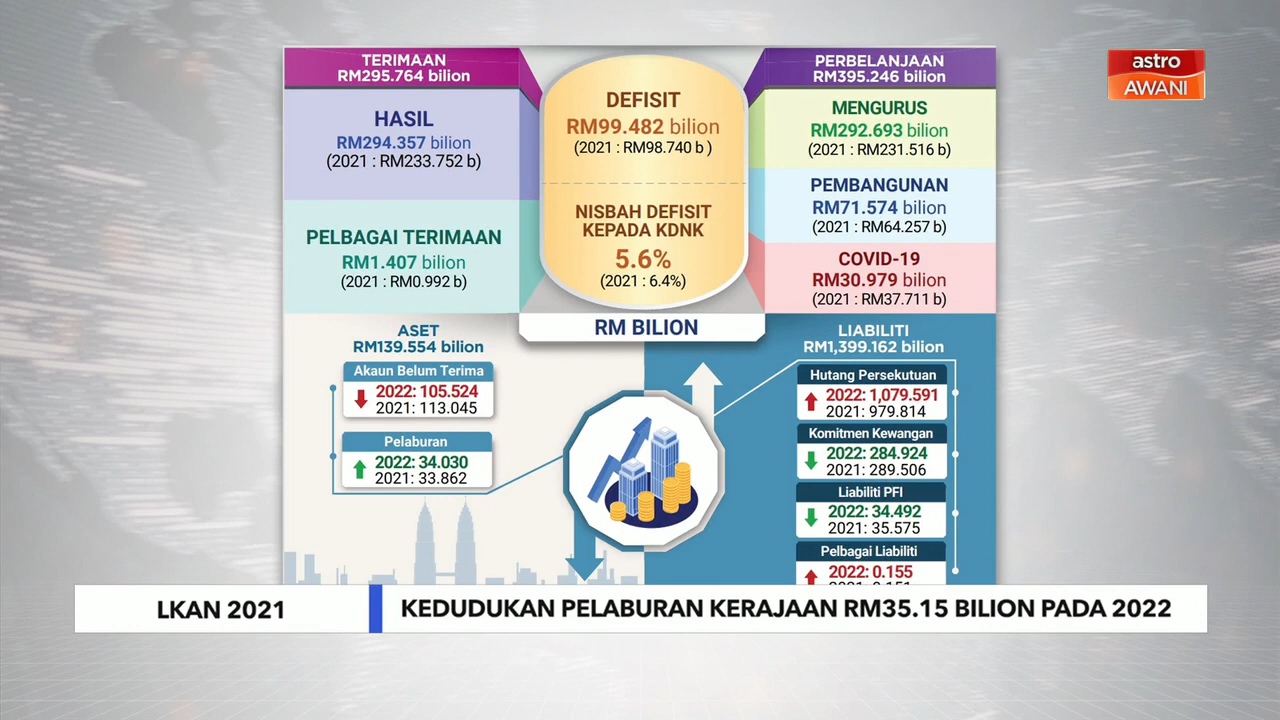 TERIMAAN
RM295.764 bilion
HASIL
RM294.357 bilion
(2021 : RM233.752 b)
PELBAGAI TERIMAAN
RM1.407 bilion
(2021 : RM0.992 b)
DEFISIT
RM99.482 bilion
(2021 : RM98.740 b )
NISBAH DEFISIT
KEPADA KDNK
5.6%
(2021 : 6.4%)
RM BILION
PERBELANJAAN
RM395.246 bilion
MENGURUS
RM292.693 bilion
(2021 : RM231.516 b)
PEMBANGUNAN
RM71.574 bilion
(2021 : RM64.257 b)
COVID-19
RM30.979 bilion
(2021 : RM37.711 b)
astro
AWANI
ASET
RM139.554 bilion
Akaun Belum Terima
2022: 105.524
2021: 113.045
Pelaburan
2022: 34.030
2021: 33.862
LIABILITI
RM1,399.162 bilion
Hutang Persekutuan
2022: 1,079.591
2021: 979.814
Komitmen Kewangan
2022: 284.924
2021: 289.506
Liabiliti PFI
2022: 34.492
2021: 35.575
Pelbagai Liabiliti
2022: 0.155
LKAN 2021
KEDUDUKAN PELABURAN KERAJAAN RM35.15 BILION PADA 2022